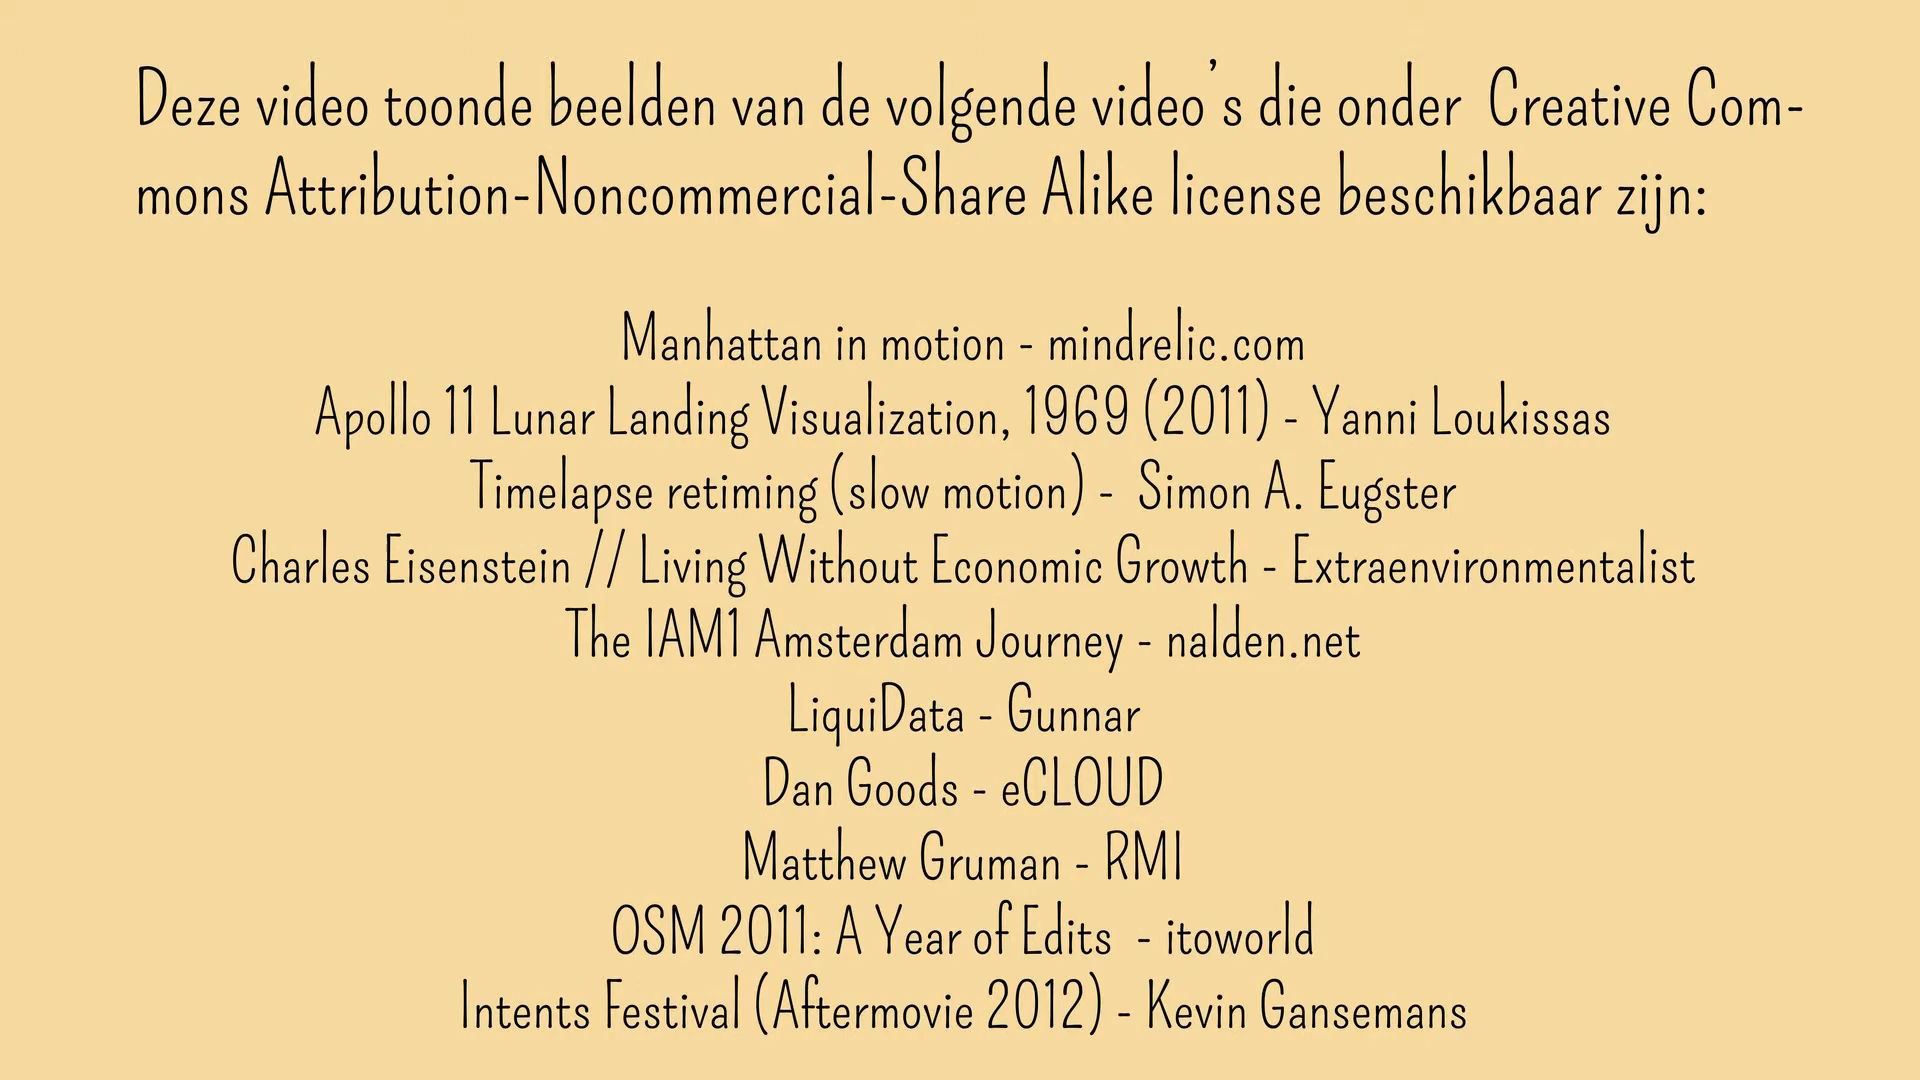 Deze video toonde beelden van de volgende video's die onder Creative Com-
mons Attribution-Noncommercial-Share Alike license beschikbaar zijn:
Manhattan in motion - mindrelic.com
Apollo 11 Lunar Landing Visualization, 1969 (2011) - Yanni Loukissas
Timelapse retiming (slow motion) - Simon A. Eugster
Charles Eisenstein // Living Without Economic Growth - Extraenvironmentalist
The IAM1 Amsterdam Journey - nalden.net
LiquiData - Gunnar
Dan Goods - eCLOUD
Matthew Gruman - RMI
OSM 2011: A Year of Edits - itoworld
Intents Festival (Aftermovie 2012) - Kevin Gansemans